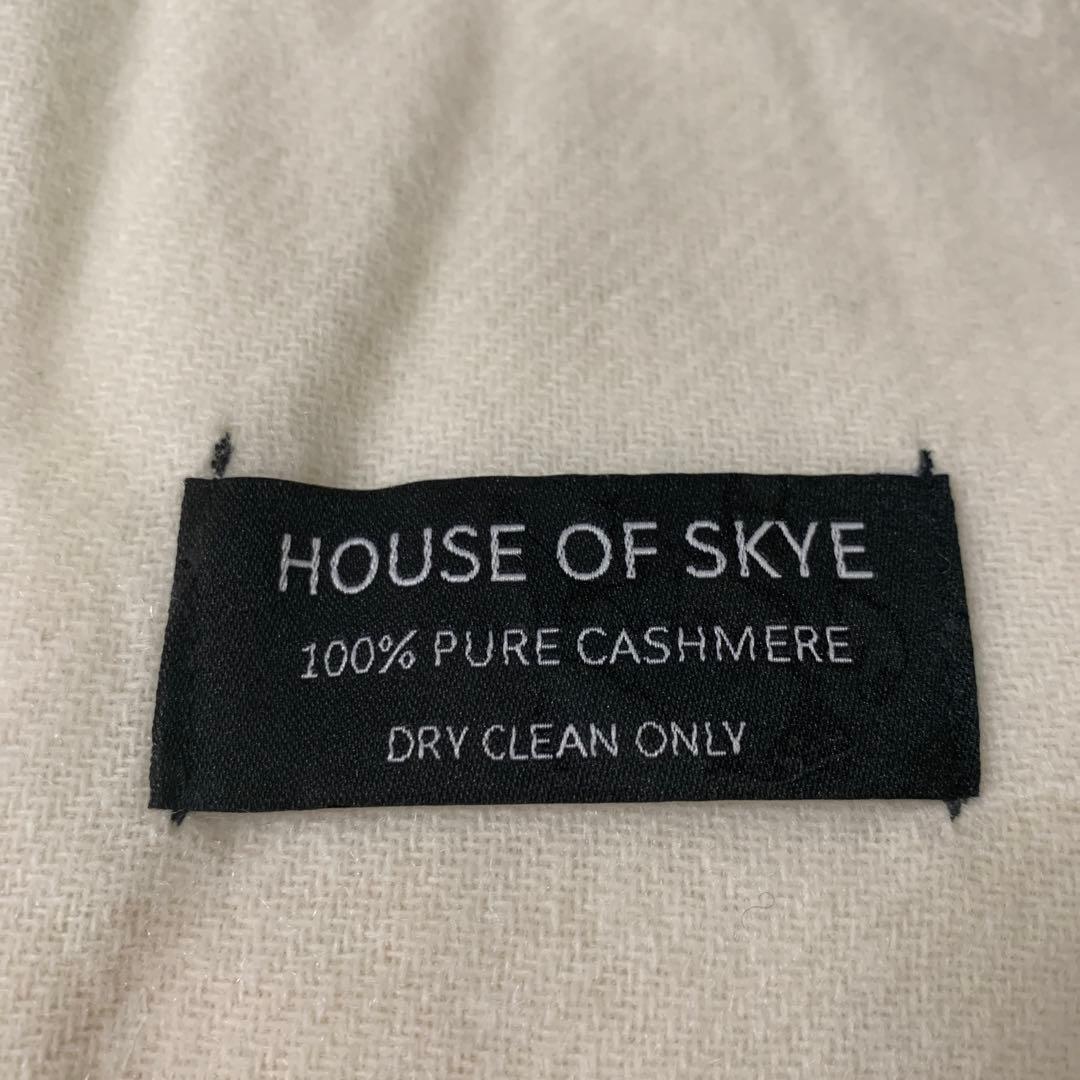 HOUSE OF SKYE
100% PURE CASHMERE
DRY CLEAN ONLY